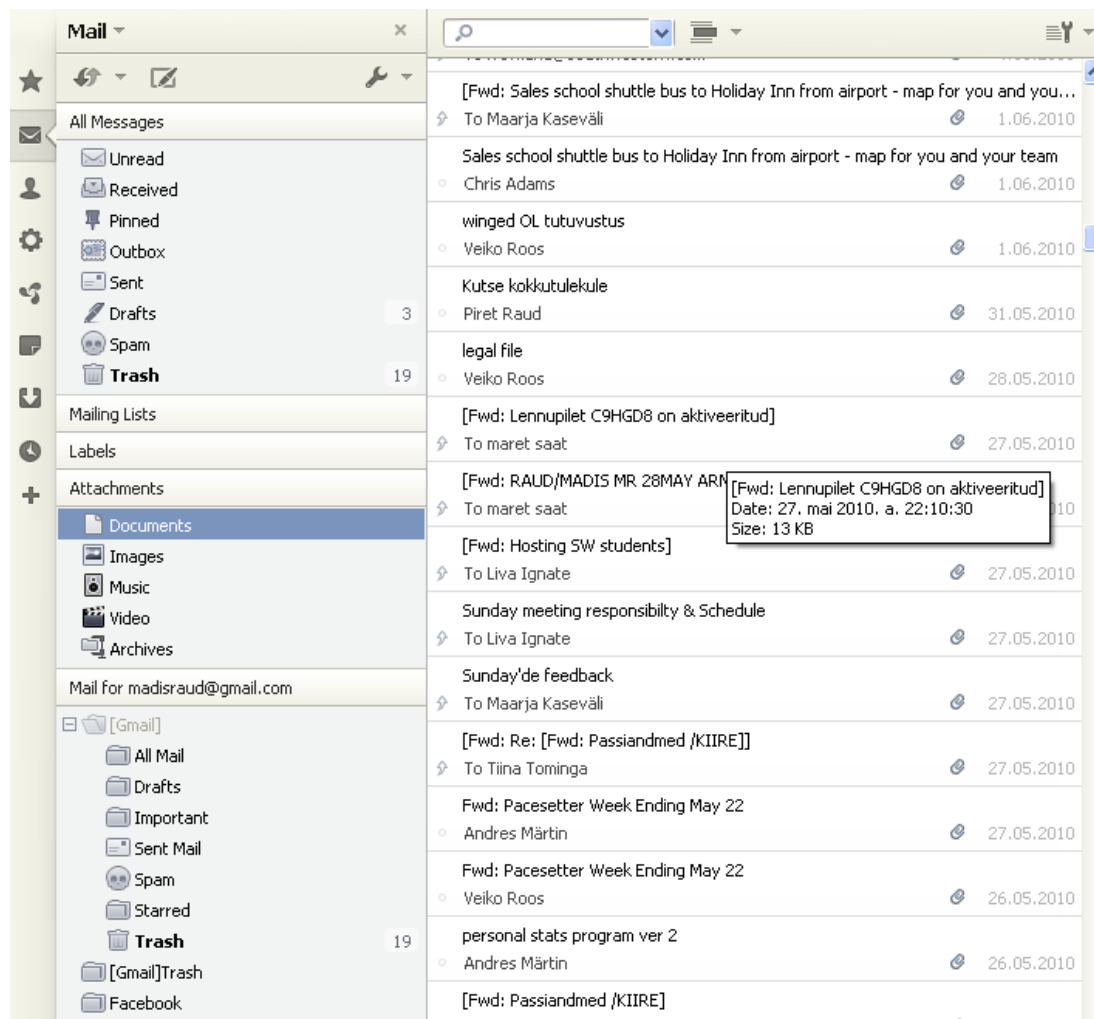 Mail
All Messages
Unread
Received
Pinned
Outbox
Sent
Drafts 3
Spam
Trash 19
Mailing Lists
Labels
Attachments
Documents
Images
Music
Video
Archives
Mail for madisraud@gmail.com
[Gmail]
All Mail
Drafts
Important
Sent Mail
Spam
Starred
Trash 19
[Gmail]Trash
Facebook
[Fwd: Sales school shuttle bus to Holiday Inn from airport - map for you and you...
To Maarja Kaseväli 1.06.2010
Sales school shuttle bus to Holiday Inn from airport - map for you and your team
Chris Adams 1.06.2010
winged OL tutuvustus
Veiko Roos 1.06.2010
Kutse kokkutulekule
Piret Raud 31.05.2010
legal file
Veiko Roos 28.05.2010
[Fwd: Lennupilet C9HGD8 on aktiveeritud]
To maret saat 27.05.2010
[Fwd: RAUD/MADIS MR 28MAY ARN
To maret saat 10
[Fwd: Lennupilet C9HGD8 on aktiveeritud]
Date: 27. mai 2010. a. 22:10:30
Size: 13 KB
[Fwd: Hosting SW students]
To Liva Ignate 27.05.2010
Sunday meeting responsibilty & Schedule
To Liva Ignate 27.05.2010
Sunday'de feedback
To Maarja Kaseväli 27.05.2010
[Fwd: Re: [Fwd: Passiandmed /KIIRE]]
To Tiina Tominga 27.05.2010
Fwd: Pacesetter Week Ending May 22
Andres Märtin 27.05.2010
Fwd: Pacesetter Week Ending May 22
Veiko Roos 26.05.2010
personal stats program ver 2
Andres Märtin 26.05.2010
[Fwd: Passiandmed /KIIRE]